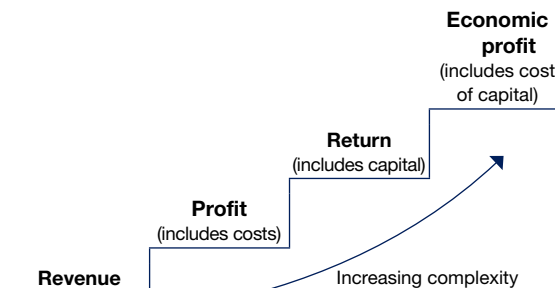 Economic
profit
(includes cost
of capital)
Return
(includes capital)
Profit
(includes costs)
Revenue
Increasing complexity